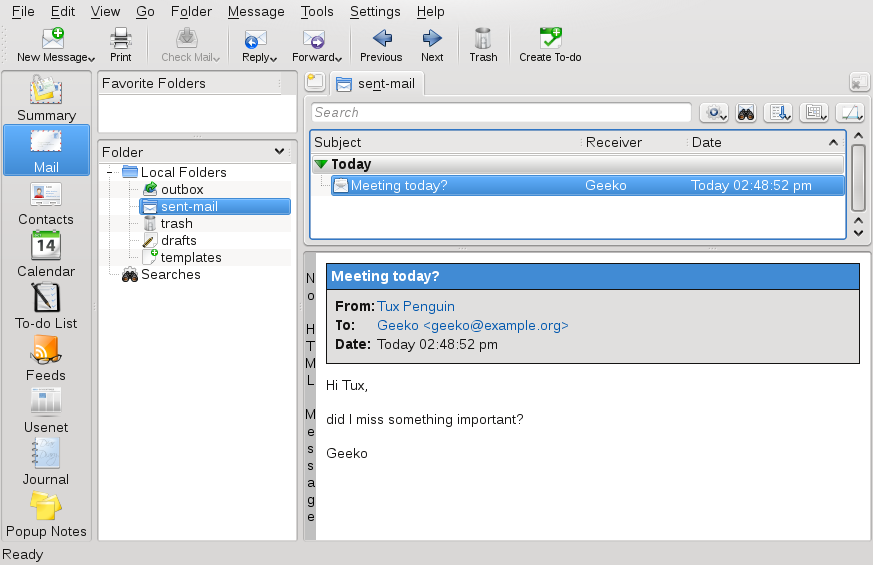 File Edit View Go Folder Message Tools Settings Help
New Message Print Check Mail Reply Forward Previous Next Trash Create To-do
Summary
Mail
Contacts
14
Calendar
To-do List
Feeds
Usenet
Journal
Popup Notes
Favorite Folders
Folder
Local Folders
outbox
sent-mail
trash
drafts
templates
Searches
sent-mail
Search
Subject Receiver Date
Today
Meeting today? Geeko Today 02:48:52 pm
N
o
H
T
M
L
M
e
s
s
a
g
e
Meeting today?
From: Tux Penguin
To: Geeko <geeko@example.org>
Date: Today 02:48:52 pm
Hi Tux,
did I miss something important?
Geeko
Ready